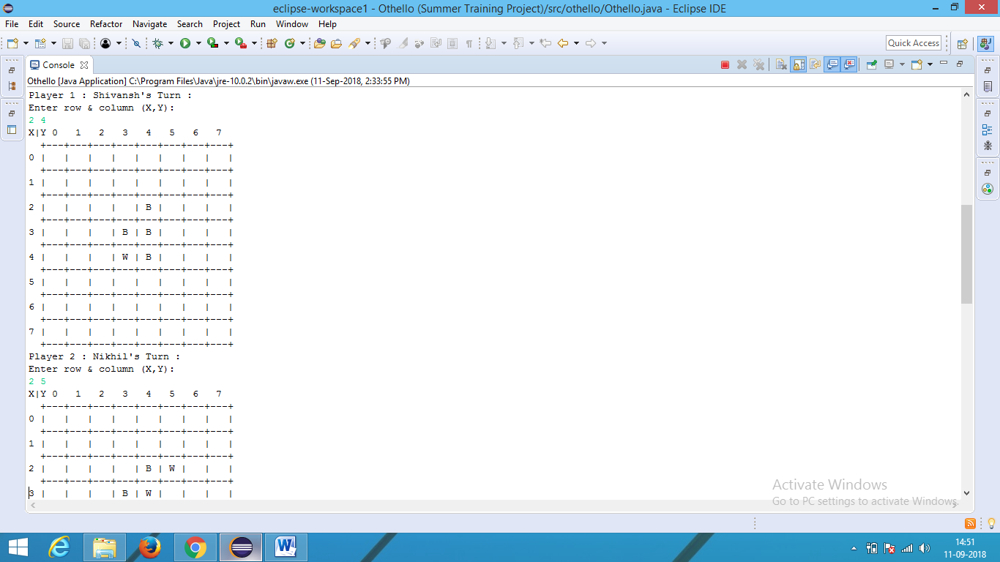 eclipse-workspace1 - Othello (Summer Training Project)/src/othello/Othello.java - Eclipse IDE
File Edit Source Refactor Navigate Search Project Run Window Help
Quick Access
Console
Othello [Java Application] C:\Program Files\Java\jre-10.0.2\bin\javaw.exe (11-Sep-2018, 2:33:55 PM)
Player 1 : Shivansh's Turn :
Enter row & column (X,Y):
2 4
X|Y 0   1   2   3   4   5   6   7
  +---+---+---+---+---+---+---+---+
0 |   |   |   |   |   |   |   |   |
  +---+---+---+---+---+---+---+---+
1 |   |   |   |   |   |   |   |   |
  +---+---+---+---+---+---+---+---+
2 |   |   |   |   | B |   |   |   |
  +---+---+---+---+---+---+---+---+
3 |   |   |   | B | B |   |   |   |
  +---+---+---+---+---+---+---+---+
4 |   |   |   | W | B |   |   |   |
  +---+---+---+---+---+---+---+---+
5 |   |   |   |   |   |   |   |   |
  +---+---+---+---+---+---+---+---+
6 |   |   |   |   |   |   |   |   |
  +---+---+---+---+---+---+---+---+
7 |   |   |   |   |   |   |   |   |
  +---+---+---+---+---+---+---+---+
Player 2 : Nikhil's Turn :
Enter row & column (X,Y):
2 5
X|Y 0   1   2   3   4   5   6   7
  +---+---+---+---+---+---+---+---+
0 |   |   |   |   |   |   |   |   |
  +---+---+---+---+---+---+---+---+
1 |   |   |   |   |   |   |   |   |
  +---+---+---+---+---+---+---+---+
2 |   |   |   |   | B | W |   |   |
  +---+---+---+---+---+---+---+---+
3 |   |   |   | B | W |   |   |   |
Activate Windows
Go to PC settings to activate Windows.
14:51
11-09-2018